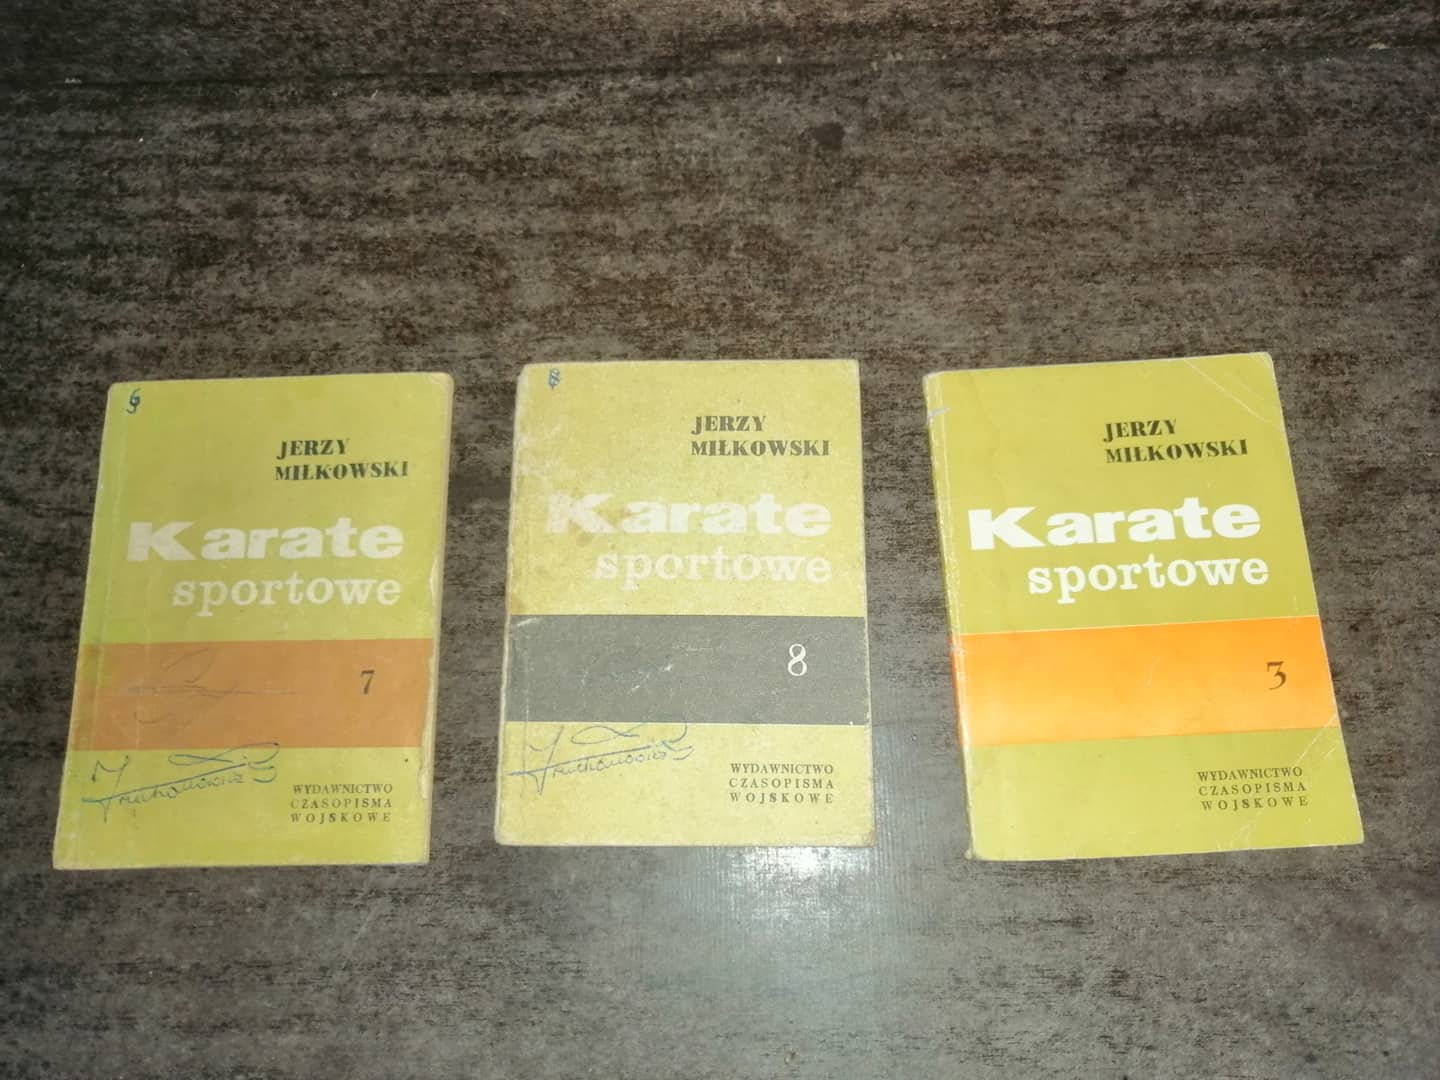 JERZY
MIŁKOWSKI
Karate
sportowe
7
WYDAWNICTWO
CZASOPISMA
WOJSKOWE
JERZY
MIŁKOWSKI
Karate
sportowe
8
WYDAWNICTWO
CZASOPISMA
WOJSKOWE
JERZY
MIŁKOWSKI
Karate
sportowe
3
WYDAWNICTWO
CZASOPISMA
WOJSKOWE